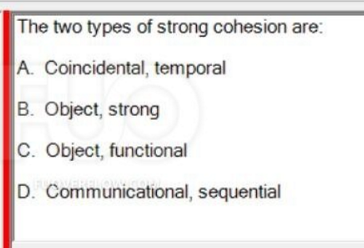 The two types of strong cohesion are:
A. Coincidental, temporal
B. Object, strong
C. Object, functional
D. Communicational, sequential